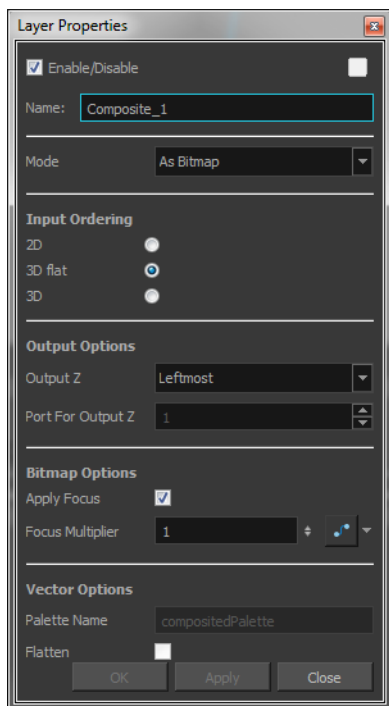 Layer Properties
Enable/Disable
Name: Composite_1
Mode As Bitmap
Input Ordering
2D
3D flat
3D
Output Options
Output Z Leftmost
Port For Output Z 1
Bitmap Options
Apply Focus
Focus Multiplier 1
Vector Options
Palette Name compositedPalette
Flatten
OK Apply Close